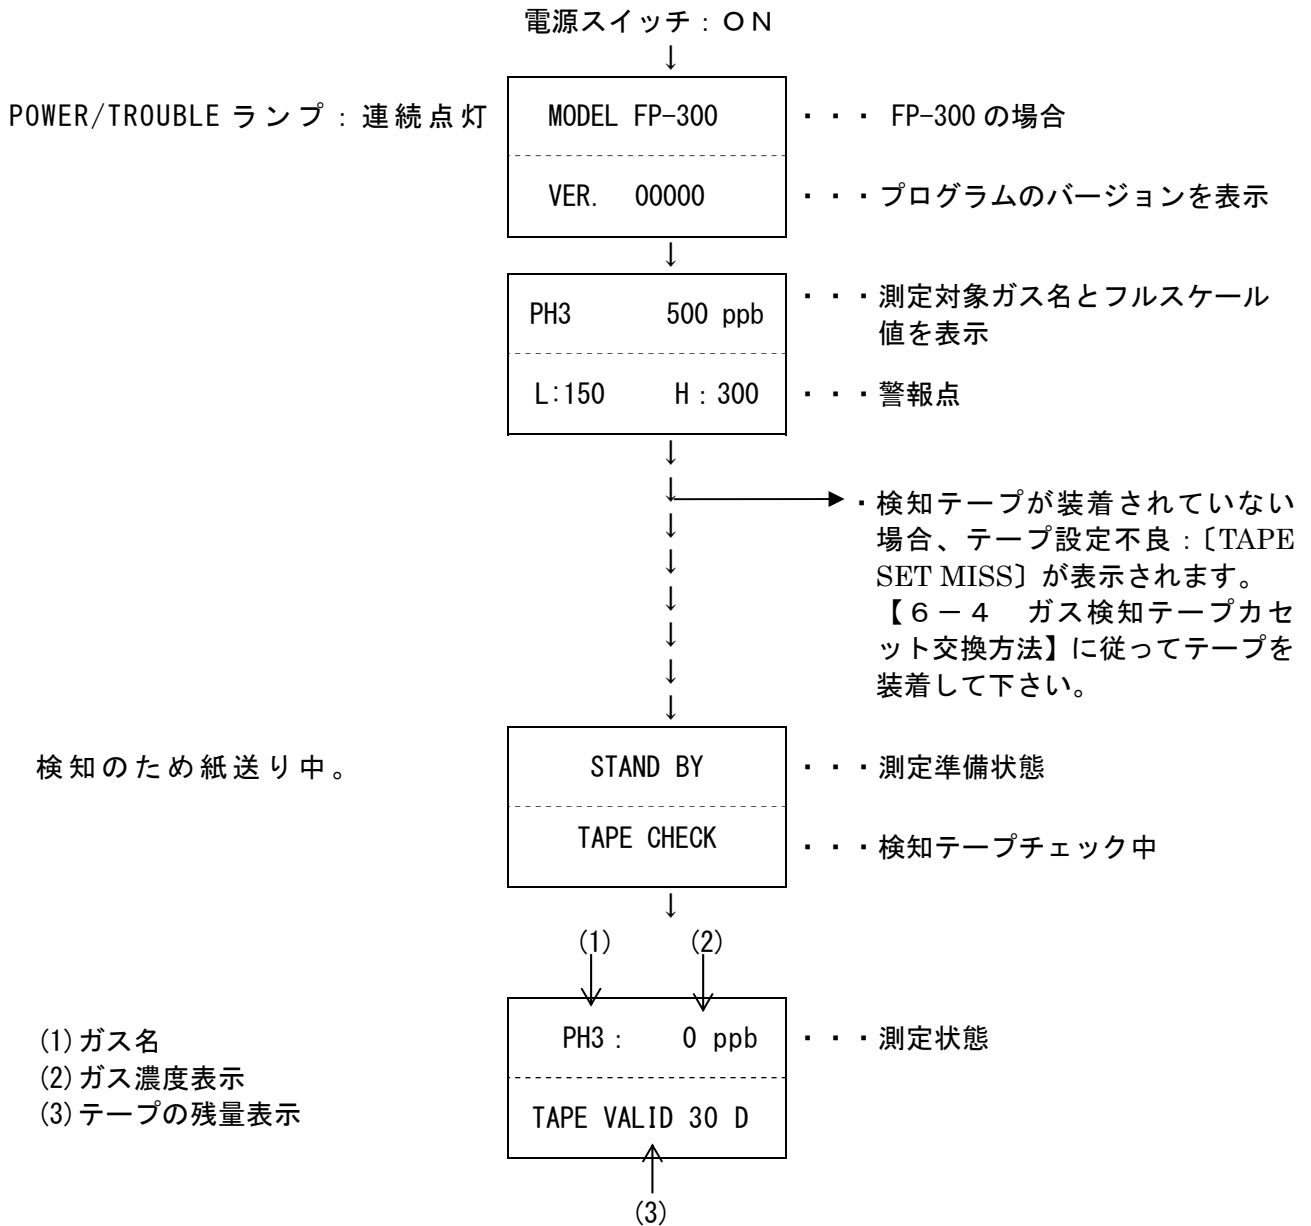 電源スイッチ：ＯＮ
↓
POWER/TROUBLE ランプ：連続点灯
MODEL FP-300
・・・ FP-300 の場合
VER. 00000
・・・プログラムのバージョンを表示
↓
PH3 500 ppb
・・・測定対象ガス名とフルスケール
値を表示
L:150 H：300
・・・警報点
↓
↓
・検知テープが装着されていない
場合、テープ設定不良：〔TAPE
SET MISS〕が表示されます。
【６－４　ガス検知テープカセ
ット交換方法】に従ってテープを
装着して下さい。
↓
↓
↓
↓
↓
↓
検知のため紙送り中。
STAND BY
・・・測定準備状態
TAPE CHECK
・・・検知テープチェック中
↓
(1) (2)
PH3： 0 ppb
・・・測定状態
(1)ガス名
(2)ガス濃度表示
(3)テープの残量表示
TAPE VALID 30 D
(3)